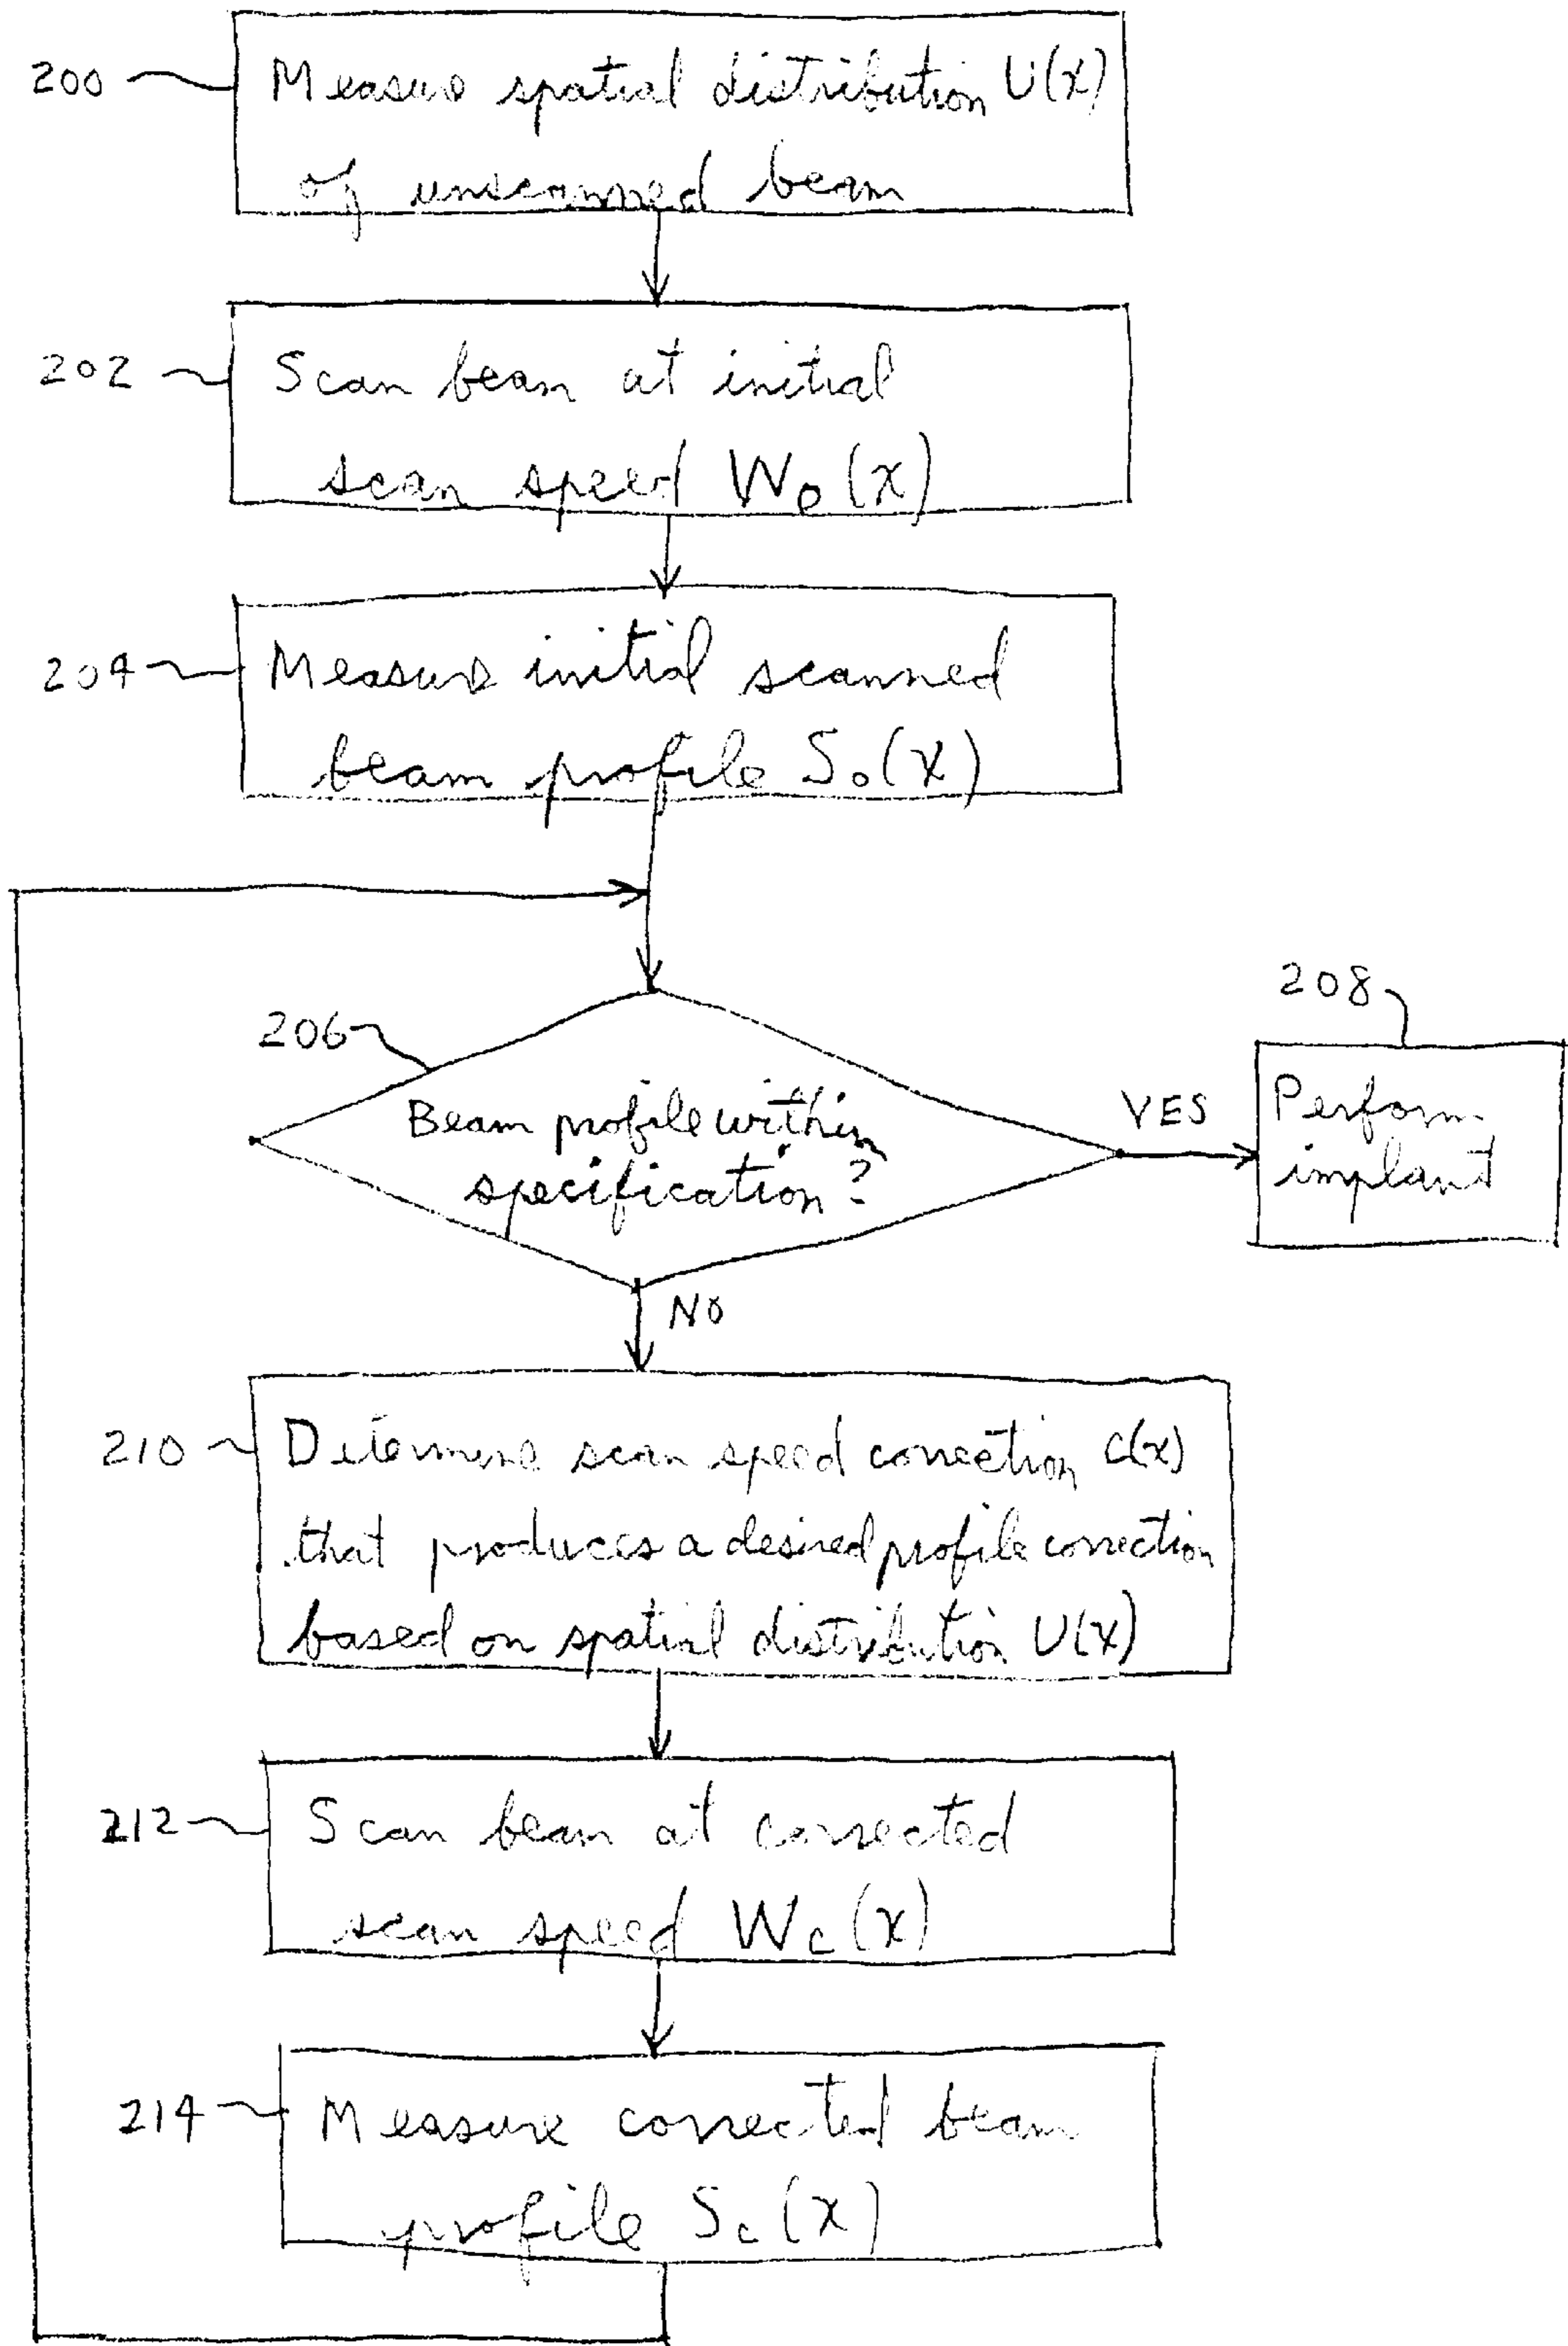 200
Measure spatial distribution U(x)
of unscanned beam
202
Scan beam at initial
scan speed W₀(x)
204
Measure initial scanned
beam profile S₀(x)
206
Beam profile within
specification?
YES
208
Perform
implant
NO
210
Determine scan speed correction C(x)
that produces a desired profile correction
based on spatial distribution U(x)
212
Scan beam at corrected
scan speed Wc(x)
214
Measure corrected beam
profile Sc(x)